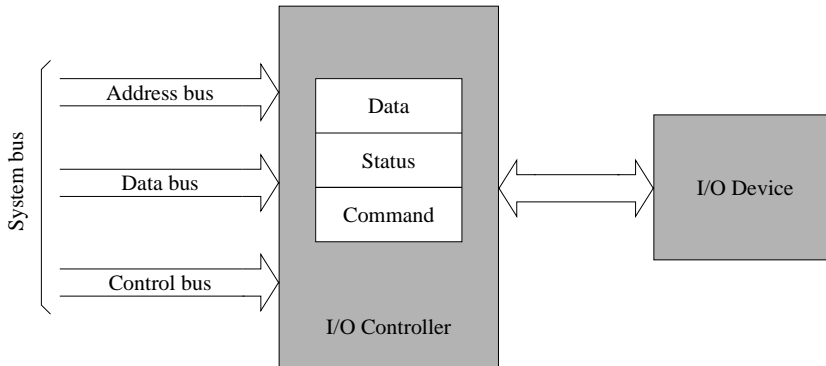 System bus
Address bus
Data bus
Control bus
Data
Status
Command
I/O Controller
I/O Device